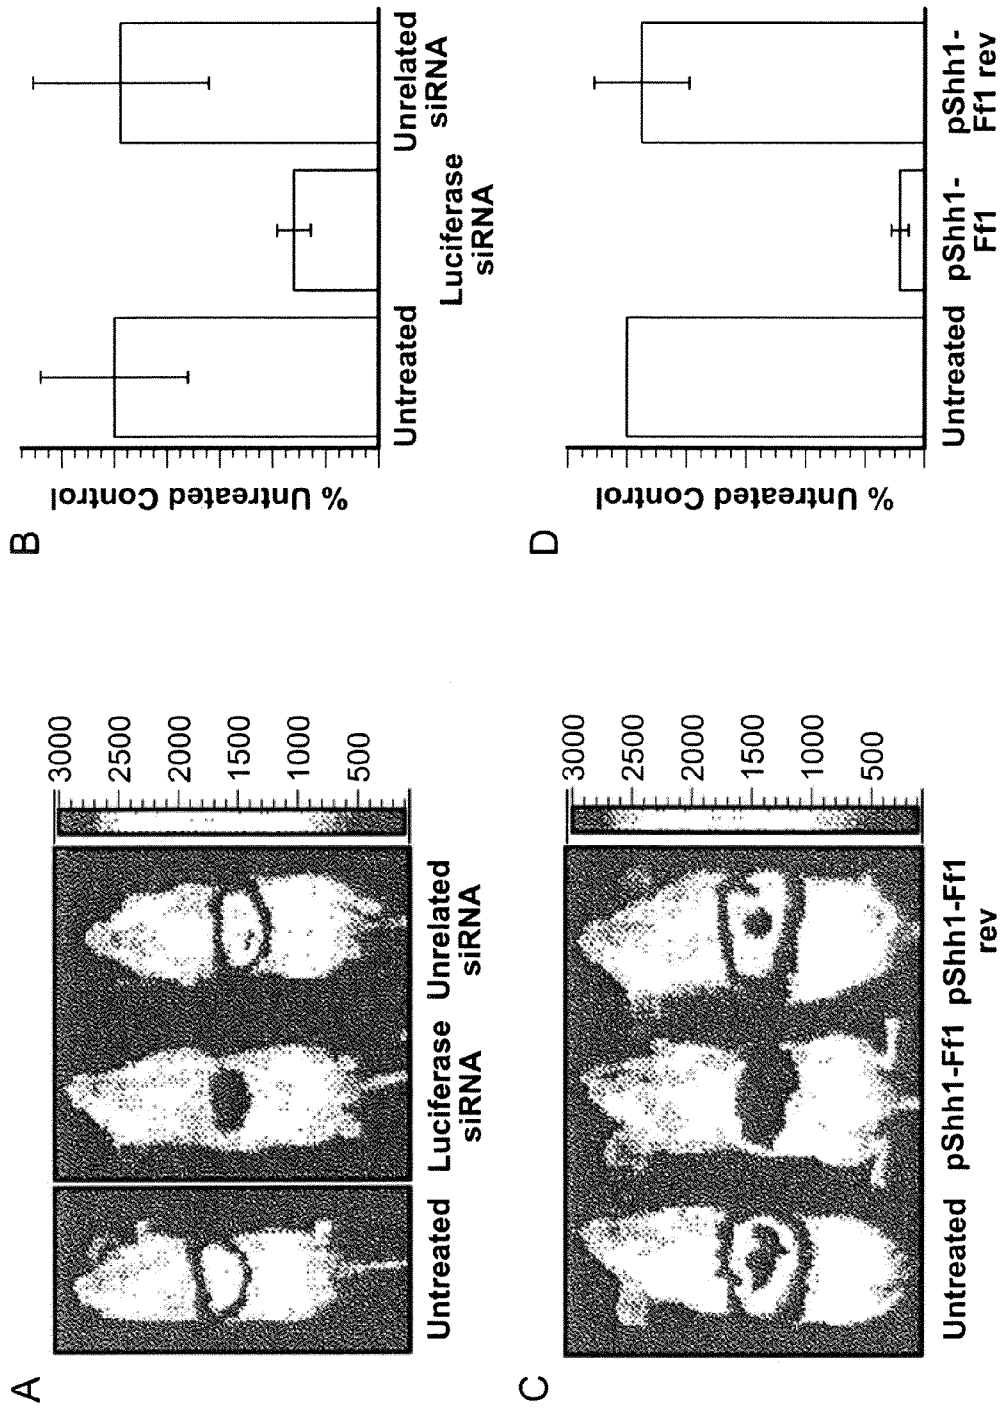 A
3000
2500
2000
1500
1000
500
Untreated
Luciferase
siRNA
Unrelated
siRNA
B
% Untreated Control
Untreated
Luciferase
siRNA
Unrelated
siRNA
C
3000
2500
2000
1500
1000
500
Untreated
pShh1-Ff1
pShh1-Ff1
rev
D
% Untreated Control
Untreated
pShh1-
Ff1
pShh1-
Ff1 rev